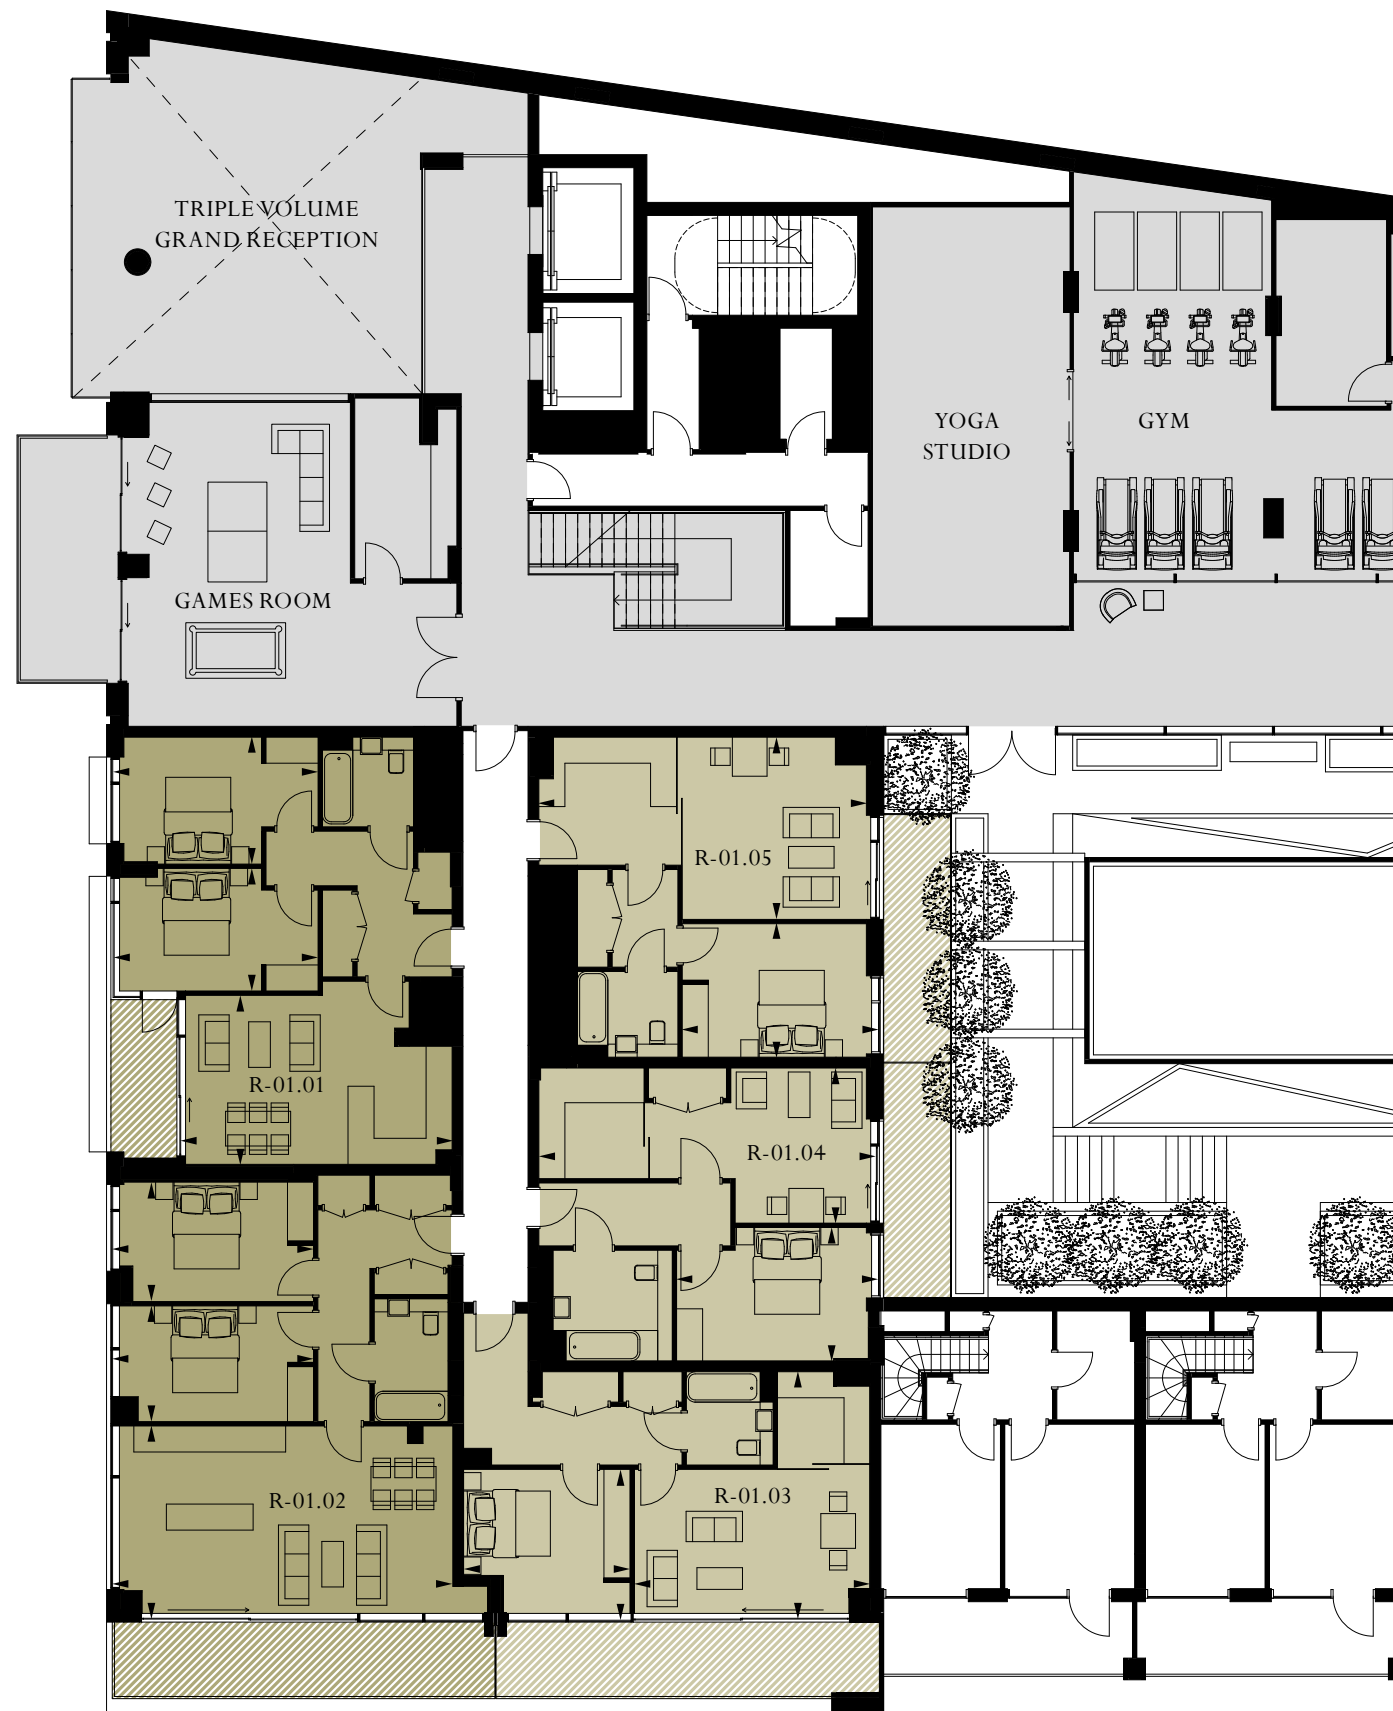 TRIPLE VOLUME
GRAND RECEPTION
YOGA
STUDIO
GYM
GAMES ROOM
R-01.05
R-01.01
R-01.04
R-01.02
R-01.03